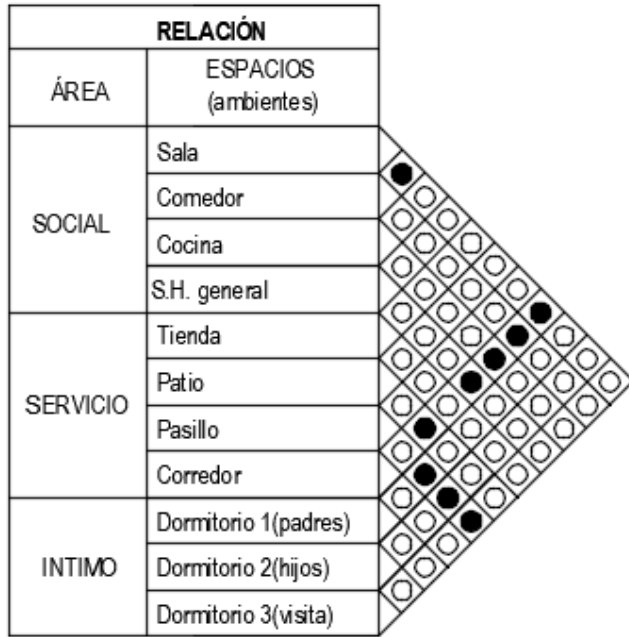 RELACIÓN
ÁREA
ESPACIOS
(ambientes)
SOCIAL
Sala
Comedor
Cocina
S.H. general
SERVICIO
Tienda
Patio
Pasillo
Corredor
INTIMO
Dormitorio 1(padres)
Dormitorio 2(hijos)
Dormitorio 3(visita)